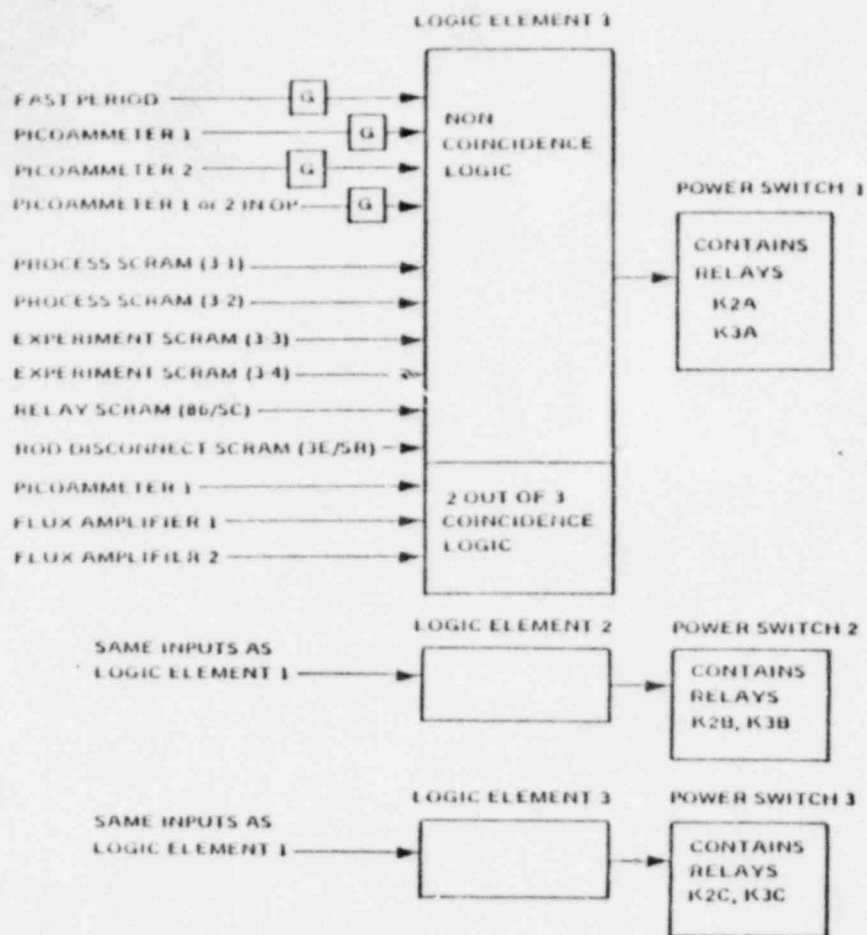 LOGIC ELEMENT 1
FAST PERIOD
G
PICOAMMETER 1
G
PICOAMMETER 2
G
PICOAMMETER 1 or 2 IN OP
G
PROCESS SCRAM (3-1)
PROCESS SCRAM (3-2)
EXPERIMENT SCRAM (3-3)
EXPERIMENT SCRAM (3-4)
RELAY SCRAM (86/SC)
ROD DISCONNECT SCRAM (3E/SR)
PICOAMMETER 1
FLUX AMPLIFIER 1
FLUX AMPLIFIER 2
NON
COINCIDENCE
LOGIC
2 OUT OF 3
COINCIDENCE
LOGIC
POWER SWITCH 1
CONTAINS
RELAYS
K2A
K3A
SAME INPUTS AS
LOGIC ELEMENT 1
LOGIC ELEMENT 2
POWER SWITCH 2
CONTAINS
RELAYS
K2B, K3B
SAME INPUTS AS
LOGIC ELEMENT 1
LOGIC ELEMENT 3
POWER SWITCH 3
CONTAINS
RELAYS
K2C, K3C